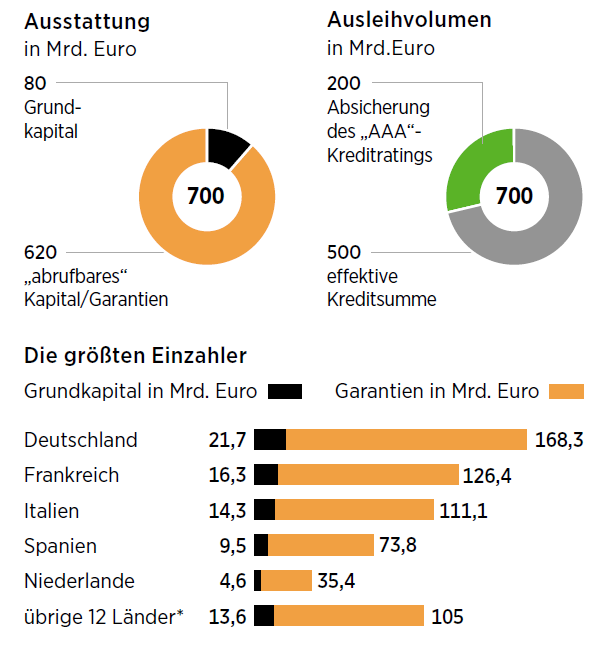 Ausstattung
in Mrd. Euro
80
Grund-
kapital
700
620
„abrufbares“
Kapital/Garantien
Ausleihvolumen
in Mrd.Euro
200
Absicherung
des „AAA“-
Kreditratings
700
500
effektive
Kreditsumme
Die größten Einzahler
Grundkapital in Mrd. Euro Garantien in Mrd. Euro
Deutschland 21,7 168,3
Frankreich 16,3 126,4
Italien 14,3 111,1
Spanien 9,5 73,8
Niederlande 4,6 35,4
übrige 12 Länder* 13,6 105